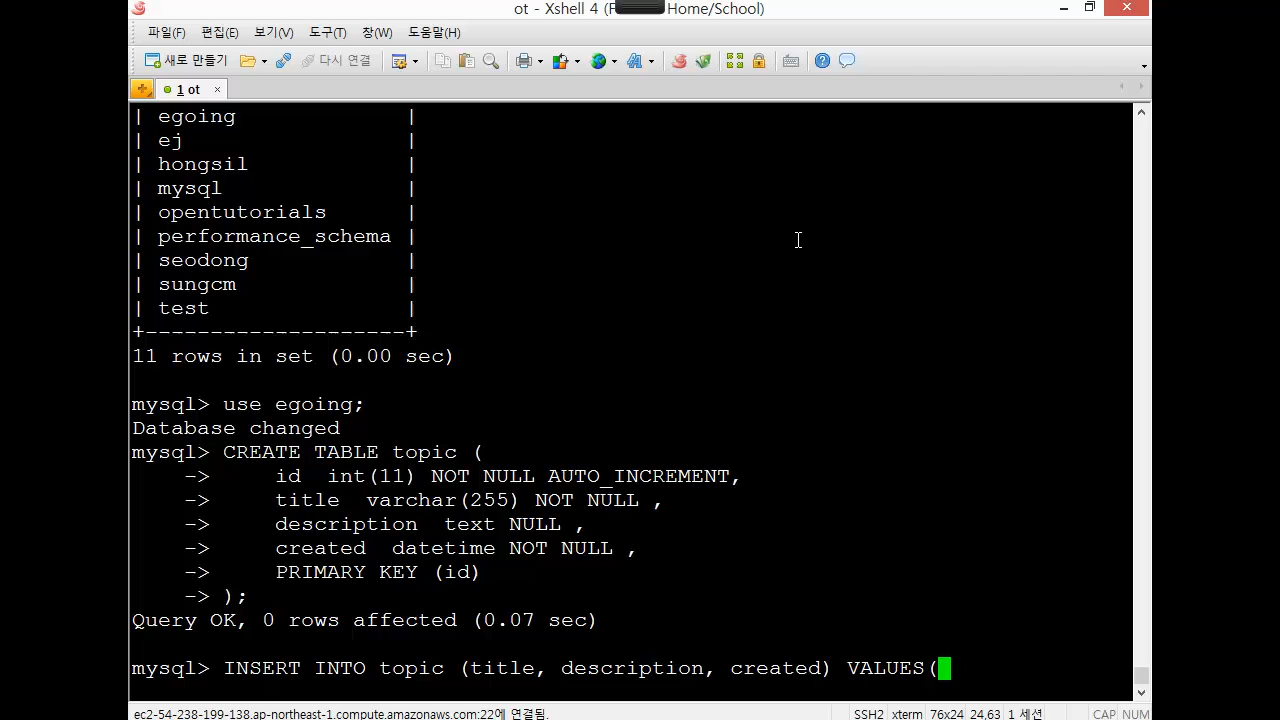 ot - Xshell 4 (F Home/School)
파일(F) 편집(E) 보기(V) 도구(T) 창(W) 도움말(H)
새로 만들기 다시 연결
1 ot
| egoing |
| ej |
| hongsil |
| mysql |
| opentutorials |
| performance_schema |
| seodong |
| sungcm |
| test |
+--------------------+
11 rows in set (0.00 sec)
mysql> use egoing;
Database changed
mysql> CREATE TABLE topic (
-> id int(11) NOT NULL AUTO_INCREMENT,
-> title varchar(255) NOT NULL ,
-> description text NULL ,
-> created datetime NOT NULL ,
-> PRIMARY KEY (id)
-> );
Query OK, 0 rows affected (0.07 sec)
mysql> INSERT INTO topic (title, description, created) VALUES(
ec2-54-238-199-138.ap-northeast-1.compute.amazonaws.com:22에 연결됨. SSH2 xterm 76x24 24,63 1 세션 CAP NUM